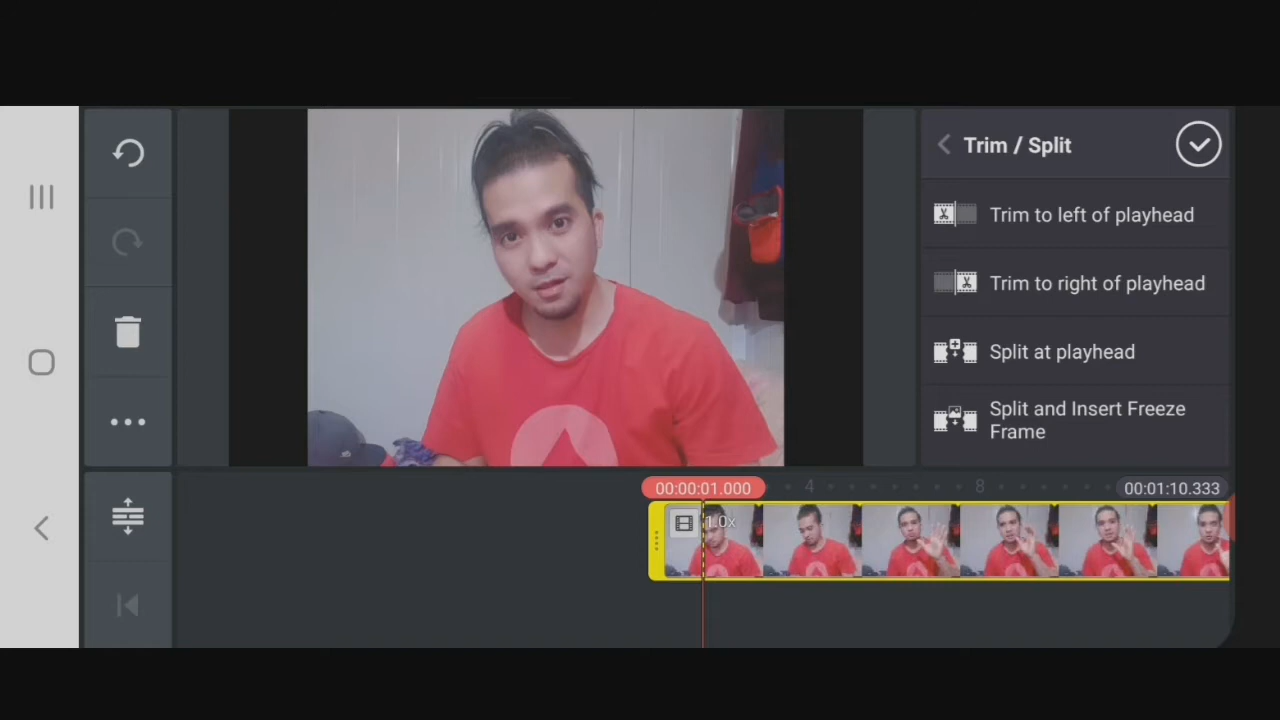 Trim / Split
Trim to left of playhead
Trim to right of playhead
Split at playhead
Split and Insert Freeze
Frame
00:00:01.000
4
8
00:01:10.333
1.0x